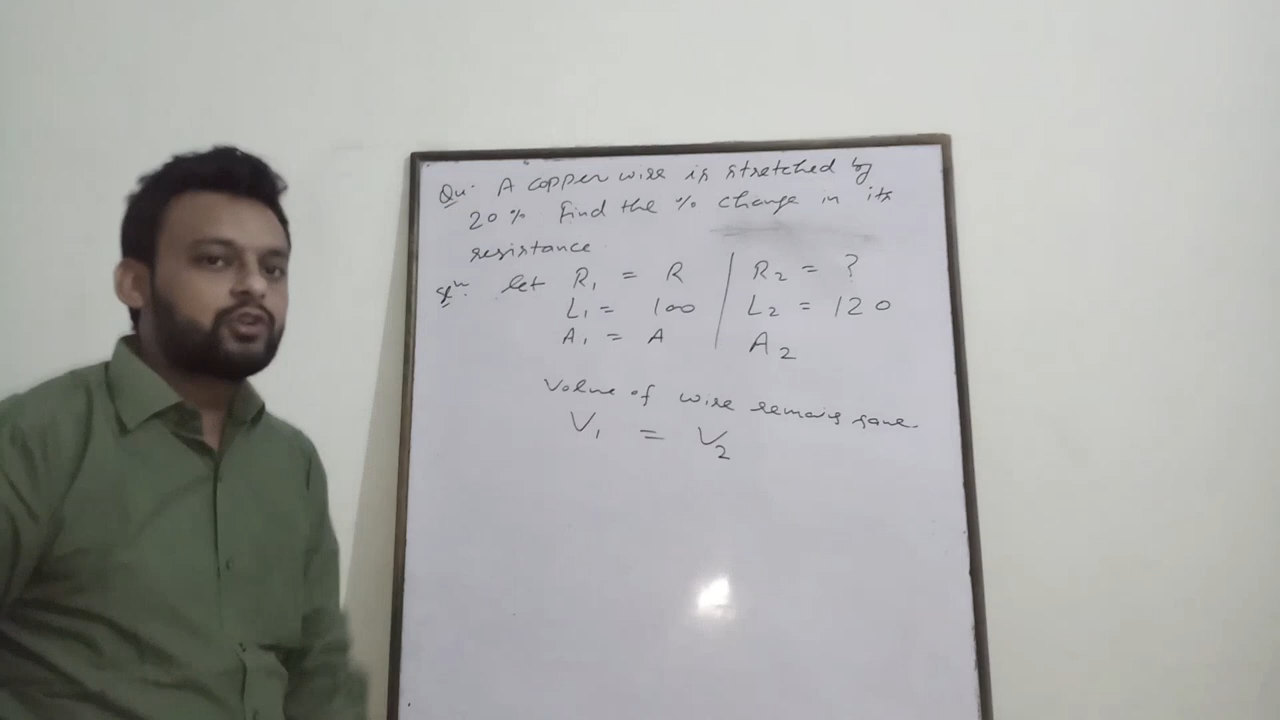 Qu: A copper wire is stretched by
20% Find the % change in its
resistance
Solⁿ: let R₁ = R | R₂ = ?
L₁ = 100 | L₂ = 120
A₁ = A | A₂
Volume of wire remains same
V₁ = V₂